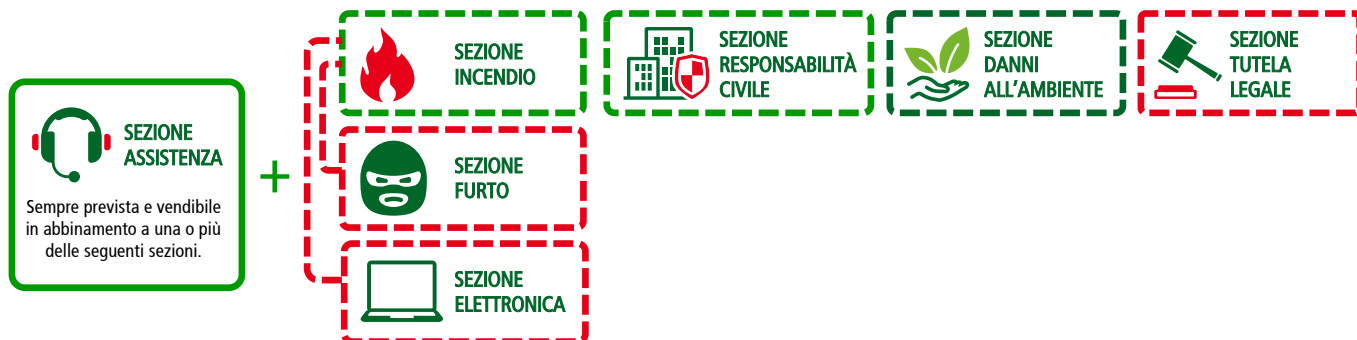 SEZIONE
ASSISTENZA
Sempre prevista e vendibile
in abbinamento a una o più
delle seguenti sezioni.
+
SEZIONE
INCENDIO
SEZIONE
RESPONSABILITÀ
CIVILE
SEZIONE
DANNI
ALL'AMBIENTE
SEZIONE
TUTELA
LEGALE
SEZIONE
FURTO
SEZIONE
ELETTRONICA